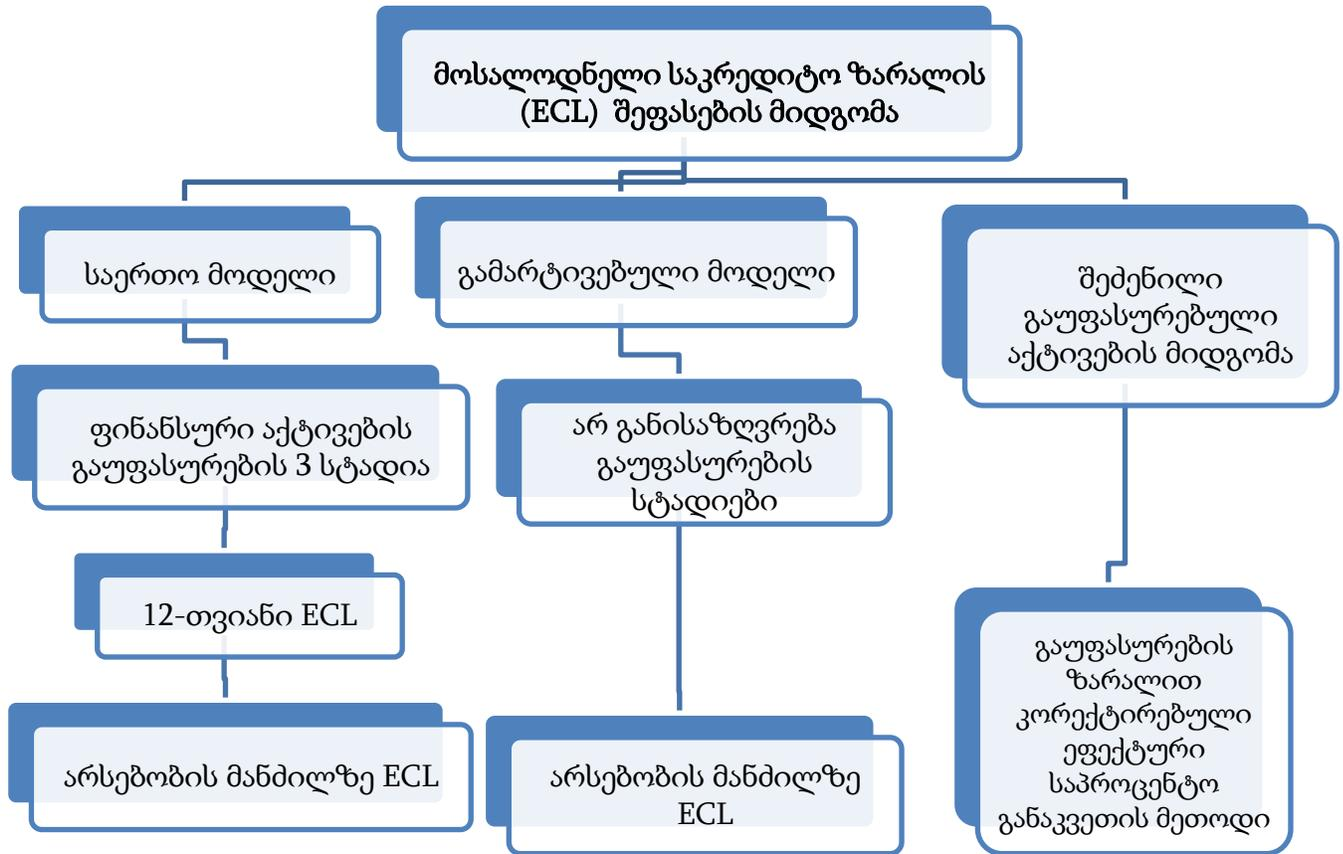 მოსალოდნელი საკრედიტო ზარალის
(ECL) შეფასების მიდგომა
საერთო მოდელი
გამარტივებული მოდელი
შეძენილი
გაუფასურებული
აქტივების მიდგომა
ფინანსური აქტივების
გაუფასურების 3 სტადია
არ განისაზღვრება
გაუფასურების
სტადიები
12-თვიანი ECL
არსებობის მანძილზე ECL
არსებობის მანძილზე
ECL
გაუფასურების
ზარალით
კორექტირებული
ეფექტური
საპროცენტო
განაკვეთის მეთოდი